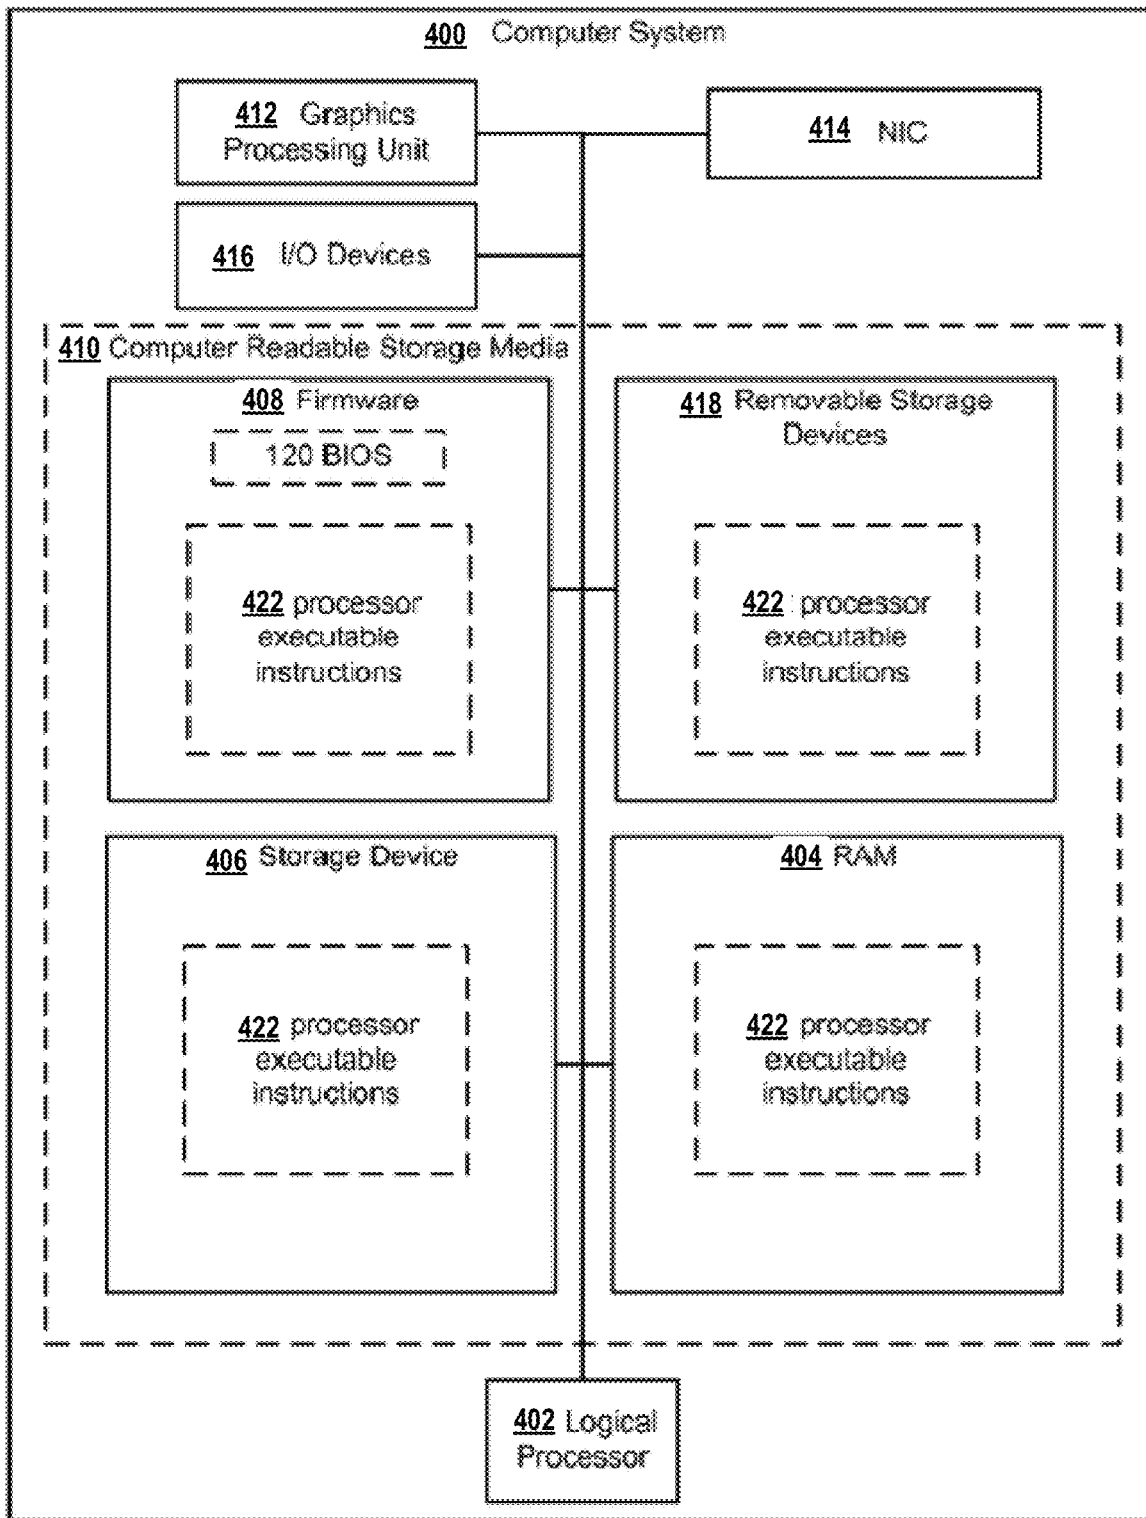 400 Computer System
412 Graphics
Processing Unit
414 NIC
416 I/O Devices
410 Computer Readable Storage Media
408 Firmware
120 BIOS
422 processor
executable
instructions
418 Removable Storage
Devices
422 processor
executable
instructions
406 Storage Device
422 processor
executable
instructions
404 RAM
422 processor
executable
instructions
402 Logical
Processor